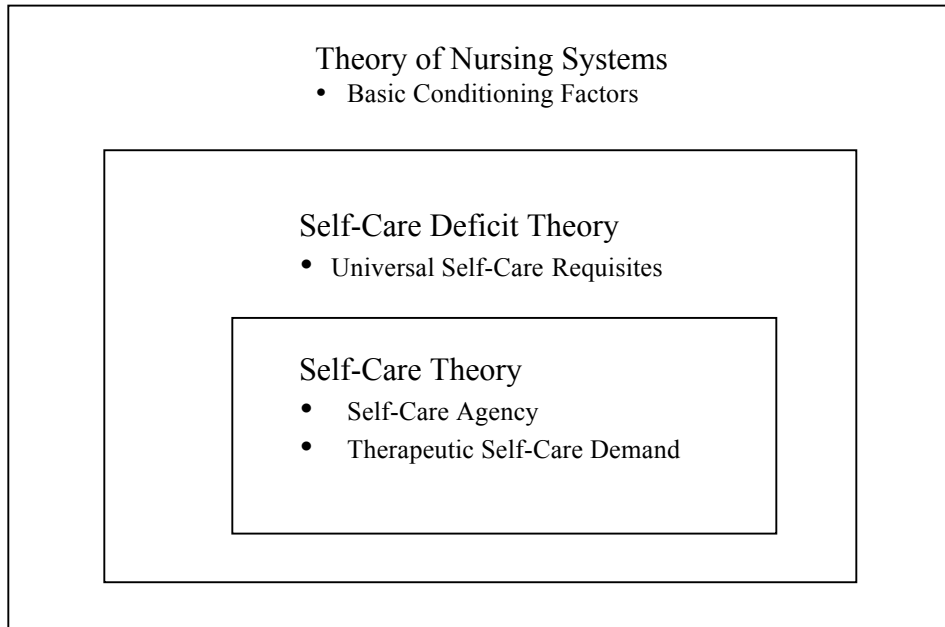 Theory of Nursing Systems
• Basic Conditioning Factors
Self-Care Deficit Theory
• Universal Self-Care Requisites
Self-Care Theory
• Self-Care Agency
• Therapeutic Self-Care Demand